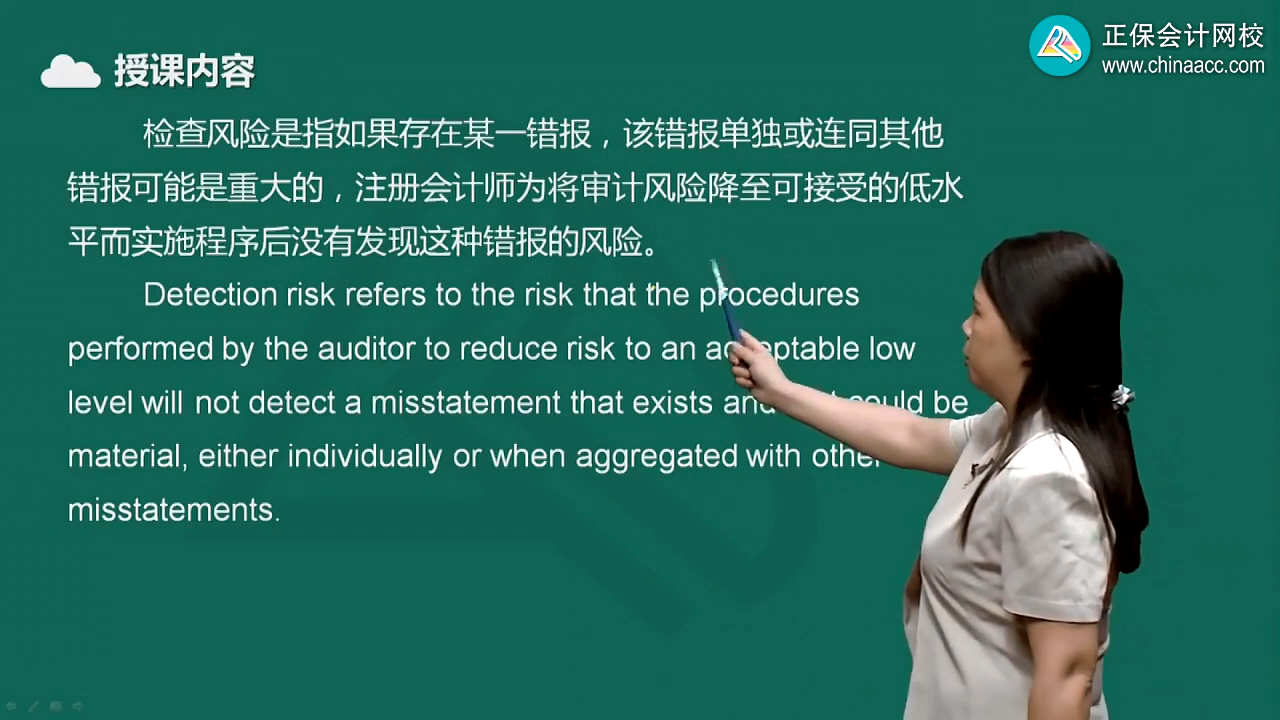 正保会计网校
www.chinaacc.com
授课内容
检查风险是指如果存在某一错报，该错报单独或连同其他
错报可能是重大的，注册会计师为将审计风险降至可接受的低水
平而实施程序后没有发现这种错报的风险。
Detection risk refers to the risk that the procedures
performed by the auditor to reduce risk to an acceptable low
level will not detect a misstatement that exists and could be
material, either individually or when aggregated with other
misstatements.